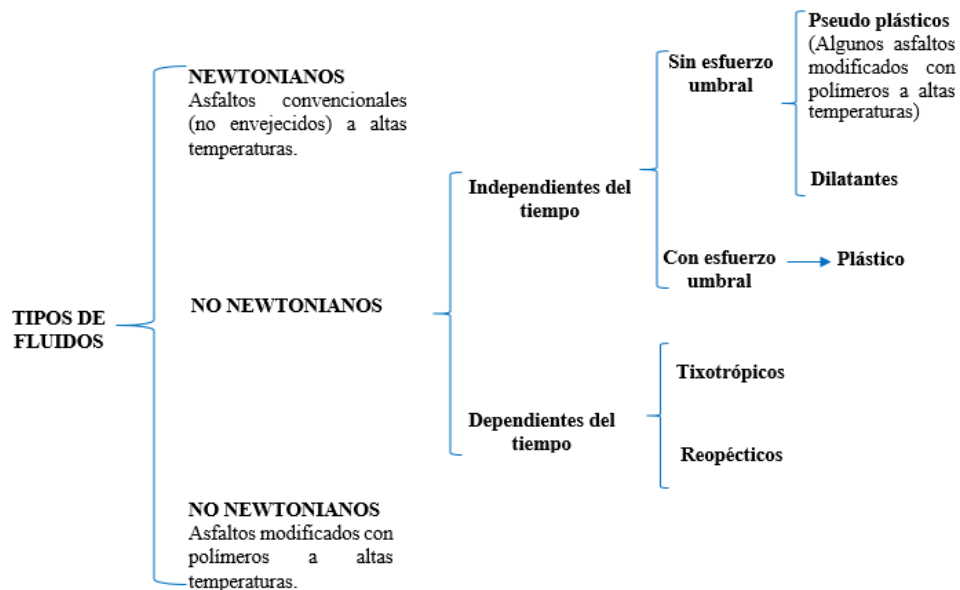 TIPOS DE
FLUIDOS
NEWTONIANOS
Asfaltos convencionales
(no envejecidos) a altas
temperaturas.
NO NEWTONIANOS
Independientes del
tiempo
Sin esfuerzo
umbral
Pseudo plásticos
(Algunos asfaltos
modificados con
polímeros a altas
temperaturas)
Dilatantes
Con esfuerzo
umbral
Plástico
Dependientes del
tiempo
Tixotrópicos
Reopécticos
NO NEWTONIANOS
Asfaltos modificados con
polímeros a altas
temperaturas.